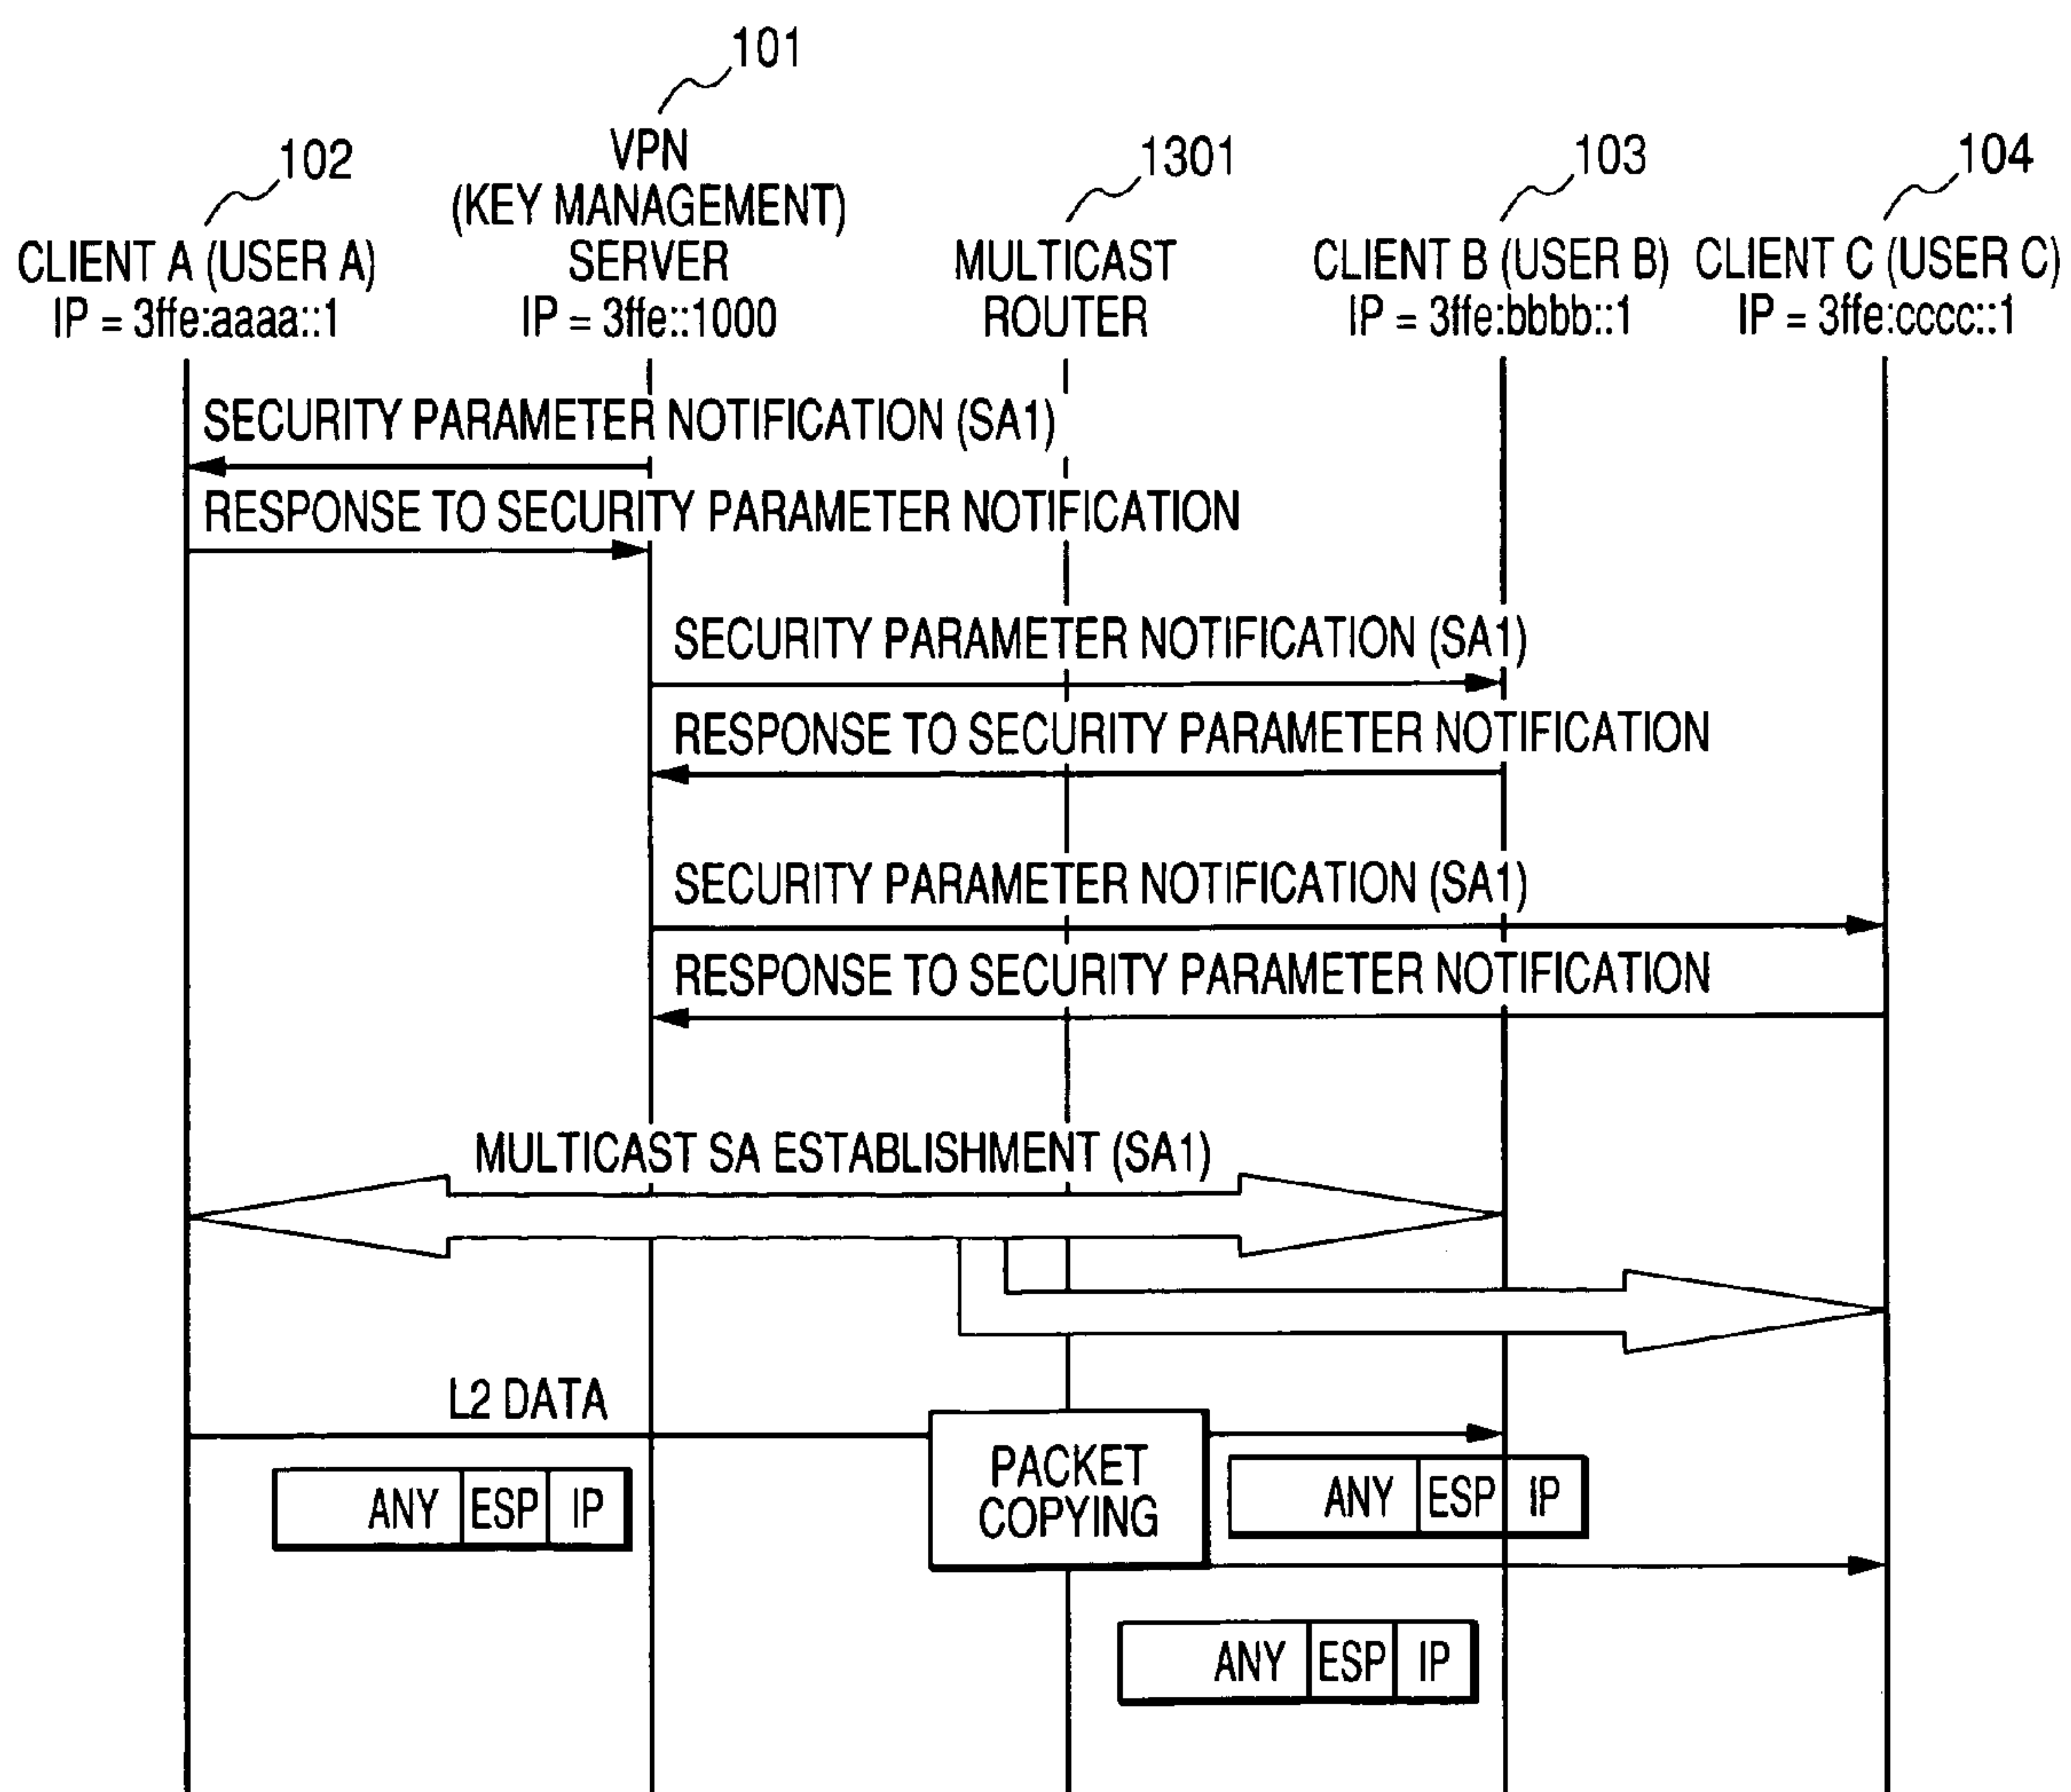 101
102
VPN
(KEY MANAGEMENT)
SERVER
IP = 3ffe::1000
1301
103
104
CLIENT A (USER A)
IP = 3ffe:aaaa::1
MULTICAST
ROUTER
CLIENT B (USER B)
IP = 3ffe:bbbb::1
CLIENT C (USER C)
IP = 3ffe:cccc::1
SECURITY PARAMETER NOTIFICATION (SA1)
RESPONSE TO SECURITY PARAMETER NOTIFICATION
SECURITY PARAMETER NOTIFICATION (SA1)
RESPONSE TO SECURITY PARAMETER NOTIFICATION
SECURITY PARAMETER NOTIFICATION (SA1)
RESPONSE TO SECURITY PARAMETER NOTIFICATION
MULTICAST SA ESTABLISHMENT (SA1)
L2 DATA
PACKET
COPYING
ANY ESP IP
ANY ESP IP
ANY ESP IP